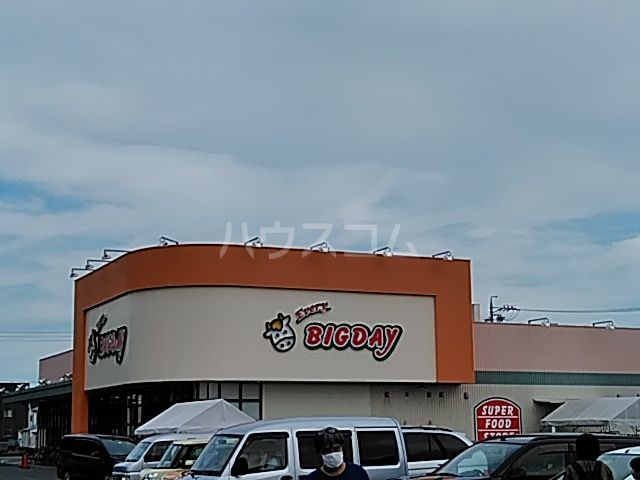 ハウスコム
Every
BIGDAY
BIGDAY
SUPER
FOOD
STORE